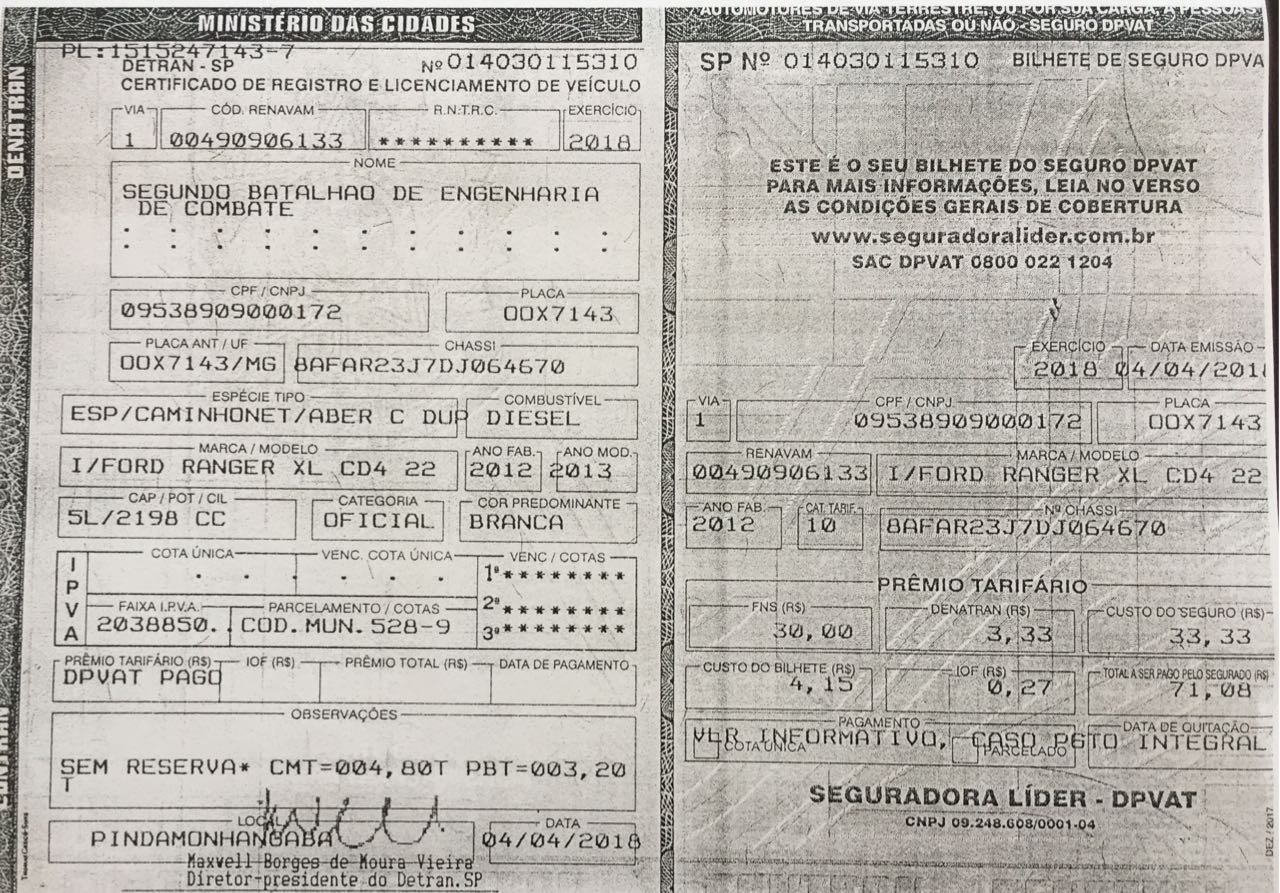 MINISTÉRIO DAS CIDADES
PL:1515247143-7
DETRAN - SP Nº 014030115310
CERTIFICADO DE REGISTRO E LICENCIAMENTO DE VEÍCULO
VIA CÓD. RENAVAM R.N.T.R.C. EXERCÍCIO
1 00490906133 ********** 2018
NOME
SEGUNDO BATALHAO DE ENGENHARIA
DE COMBATE
CPF / CNPJ PLACA
09538909000172 OOX7143
PLACA ANT / UF CHASSI
OOX7143/MG 8AFAR23J7DJ064670
ESPÉCIE TIPO COMBUSTÍVEL
ESP/CAMINHONET/ABER C DUP DIESEL
MARCA / MODELO ANO FAB. ANO MOD.
I/FORD RANGER XL CD4 22 2012 2013
CAP / POT / CIL CATEGORIA COR PREDOMINANTE
5L/2198 CC OFICIAL BRANCA
IPVA
COTA ÚNICA VENC. COTA ÚNICA VENC / COTAS
1ª ********
FAIXA I.P.V.A. PARCELAMENTO / COTAS 2ª ********
2038850. COD. MUN. 528-9 3ª ********
PRÊMIO TARIFÁRIO (R$) IOF (R$) PRÊMIO TOTAL (R$) DATA DE PAGAMENTO
DPVAT PAGO
OBSERVAÇÕES
SEM RESERVA* CMT=004,80T PBT=003,20
T
LOCAL DATA
PINDAMONHANGABA 04/04/2018
Maxwell Borges de Moura Vieira
Diretor-presidente do Detran.SP
DENATRAN
AUTOMOTORES DE VIA TERRESTRE, OU POR SUA CARGA, A PESSOAS
TRANSPORTADAS OU NÃO - SEGURO DPVAT
SP Nº 014030115310 BILHETE DE SEGURO DPVA
ESTE É O SEU BILHETE DO SEGURO DPVAT
PARA MAIS INFORMAÇÕES, LEIA NO VERSO
AS CONDIÇÕES GERAIS DE COBERTURA
www.seguradoralider.com.br
SAC DPVAT 0800 022 1204
EXERCÍCIO DATA EMISSÃO
2018 04/04/201
VIA CPF / CNPJ PLACA
1 09538909000172 OOX7143
RENAVAM MARCA / MODELO
00490906133 I/FORD RANGER XL CD4 22
ANO FAB. CAT. TARIF. Nº CHASSI
2012 10 8AFAR23J7DJ064670
PRÊMIO TARIFÁRIO
FNS (R$) DENATRAN (R$) CUSTO DO SEGURO (R$)
30,00 3,33 33,33
CUSTO DO BILHETE (R$) IOF (R$) TOTAL A SER PAGO PELO SEGURADO (R$)
4,15 0,27 71,08
PAGAMENTO DATA DE QUITAÇÃO
VLR INFORMATIVO, CASO PGTO INTEGRAL
COTA ÚNICA PARCELADO
SEGURADORA LÍDER - DPVAT
CNPJ 09.248.608/0001-04
DEZ / 2017